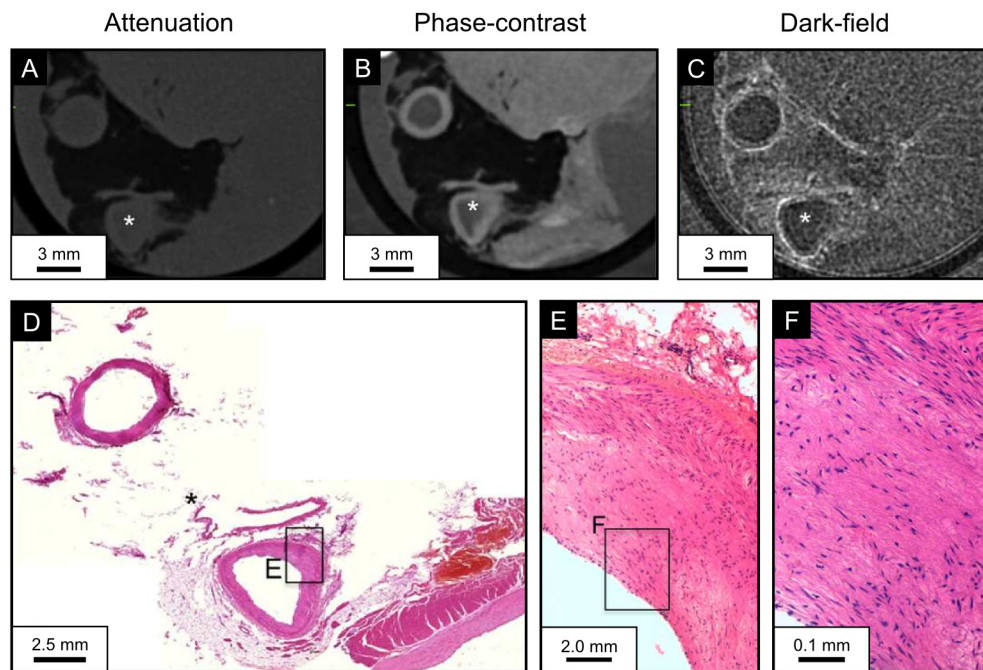 Attenuation
Phase-contrast
Dark-field
A
B
C
*
*
*
3 mm
3 mm
3 mm
D
E
F
*
E
F
2.5 mm
2.0 mm
0.1 mm